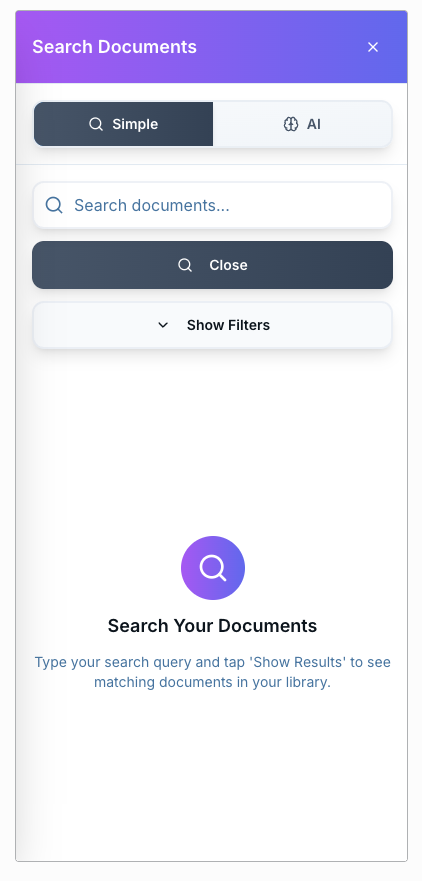 Search Documents
Simple
AI
Search documents...
Close
Show Filters
Search Your Documents
Type your search query and tap 'Show Results' to see
matching documents in your library.